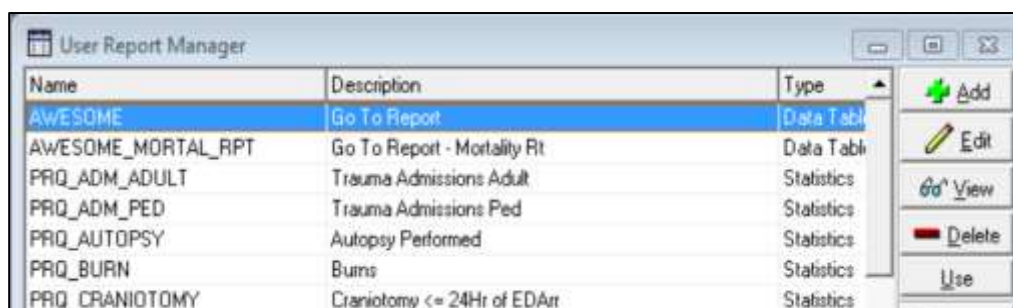 User Report Manager
Name Description Type
AWESOME Go To Report Data Tabl
AWESOME_MORTAL_RPT Go To Report - Mortality Rt Data Tabl
PRQ_ADM_ADULT Trauma Admissions Adult Statistics
PRQ_ADM_PED Trauma Admissions Ped Statistics
PRQ_AUTOPSY Autopsy Performed Statistics
PRQ_BURN Burns Statistics
PRQ_CRANIOTOMY Craniotomy <= 24Hr of EDArr Statistics
Add
Edit
View
Delete
Use